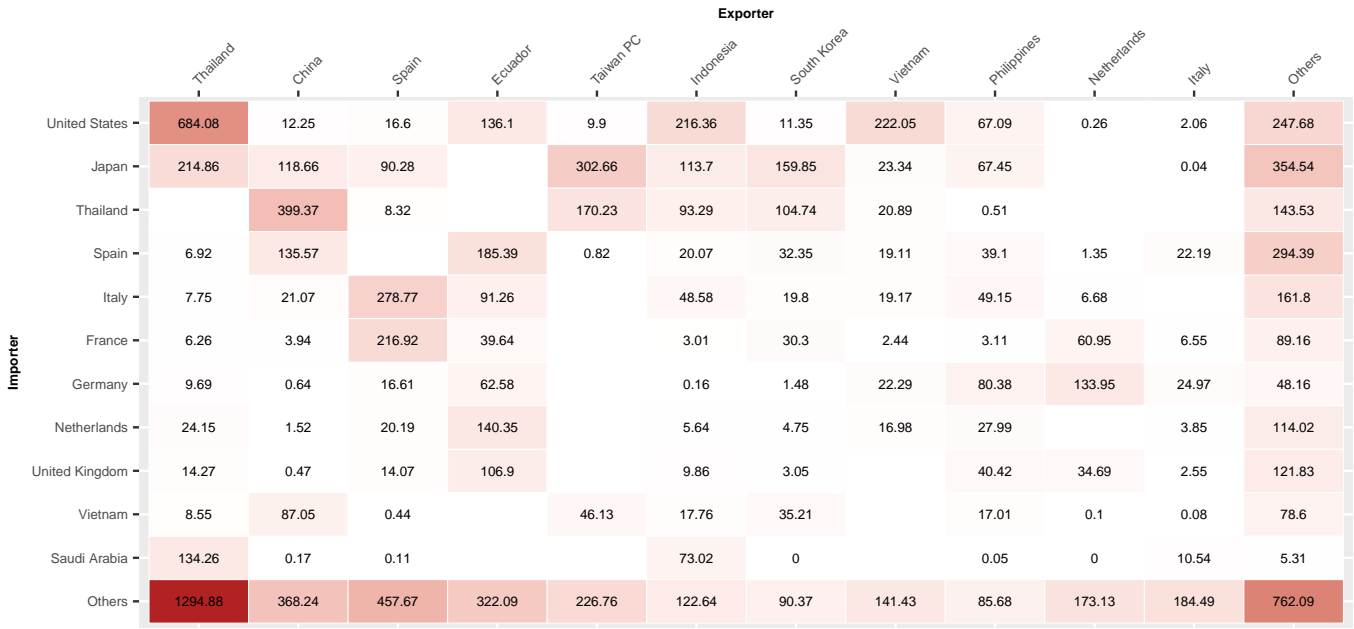 Exporter
Thailand China Spain Ecuador Taiwan PC Indonesia South Korea Vietnam Philippines Netherlands Italy Others
Importer
United States 684.08 12.25 16.6 136.1 9.9 216.36 11.35 222.05 67.09 0.26 2.06 247.68
Japan 214.86 118.66 90.28 302.66 113.7 159.85 23.34 67.45 0.04 354.54
Thailand 399.37 8.32 170.23 93.29 104.74 20.89 0.51 143.53
Spain 6.92 135.57 185.39 0.82 20.07 32.35 19.11 39.1 1.35 22.19 294.39
Italy 7.75 21.07 278.77 91.26 48.58 19.8 19.17 49.15 6.68 161.8
France 6.26 3.94 216.92 39.64 3.01 30.3 2.44 3.11 60.95 6.55 89.16
Germany 9.69 0.64 16.61 62.58 0.16 1.48 22.29 80.38 133.95 24.97 48.16
Netherlands 24.15 1.52 20.19 140.35 5.64 4.75 16.98 27.99 3.85 114.02
United Kingdom 14.27 0.47 14.07 106.9 9.86 3.05 40.42 34.69 2.55 121.83
Vietnam 8.55 87.05 0.44 46.13 17.76 35.21 17.01 0.1 0.08 78.6
Saudi Arabia 134.26 0.17 0.11 73.02 0 0.05 0 10.54 5.31
Others 1294.88 368.24 457.67 322.09 226.76 122.64 90.37 141.43 85.68 173.13 184.49 762.09